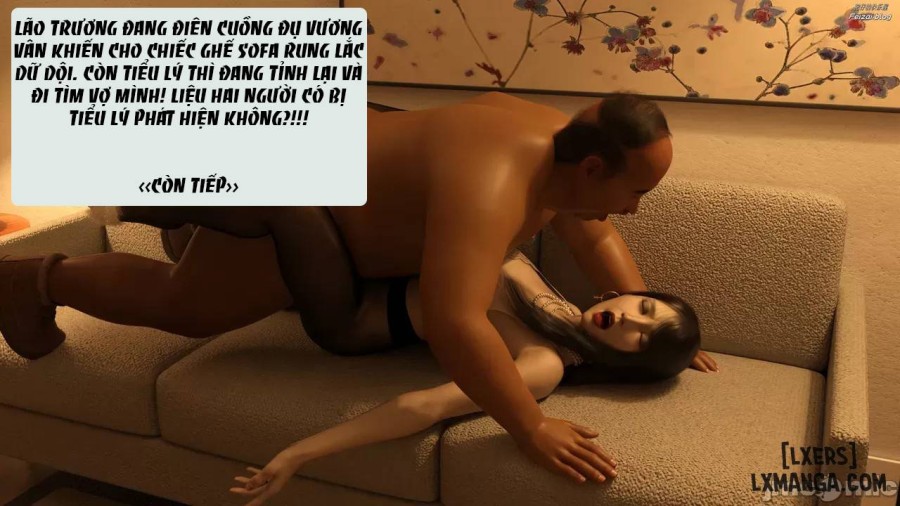 LÃO TRƯƠNG ĐANG ĐIÊN CUỒNG ĐỤ VƯƠNG
VÂN KHIẾN CHO CHIẾC GHẾ SOFA RUNG LẮC
DỮ DỘI. CÒN TIỂU LÝ THÌ ĐANG TỈNH LẠI VÀ
ĐI TÌM VỢ MÌNH! LIỆU HAI NGƯỜI CÓ BỊ
TIỂU LÝ PHÁT HIỆN KHÔNG?!!!
<<CÒN TIẾP>>
Feizai blog
[LXERS]
LXMANGA.COM